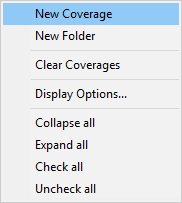 New Coverage
New Folder
Clear Coverages
Display Options...
Collapse all
Expand all
Check all
Uncheck all